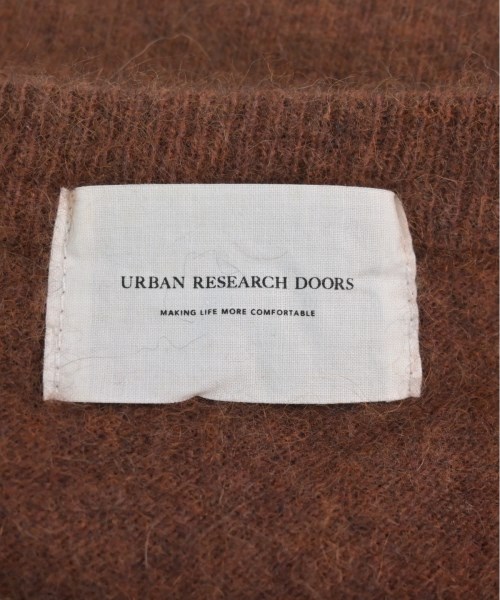 URBAN RESEARCH DOORS
MAKING LIFE MORE COMFORTABLE